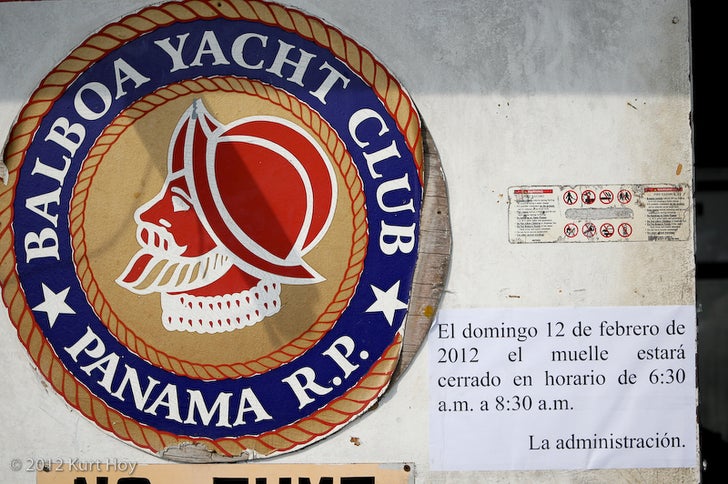 BALBOA YACHT CLUB
PANAMA R.P.
El domingo 12 de febrero de
2012 el muelle estará
cerrado en horario de 6:30
a.m. a 8:30 a.m.
La administración.
© 2012 Kurt Hoy